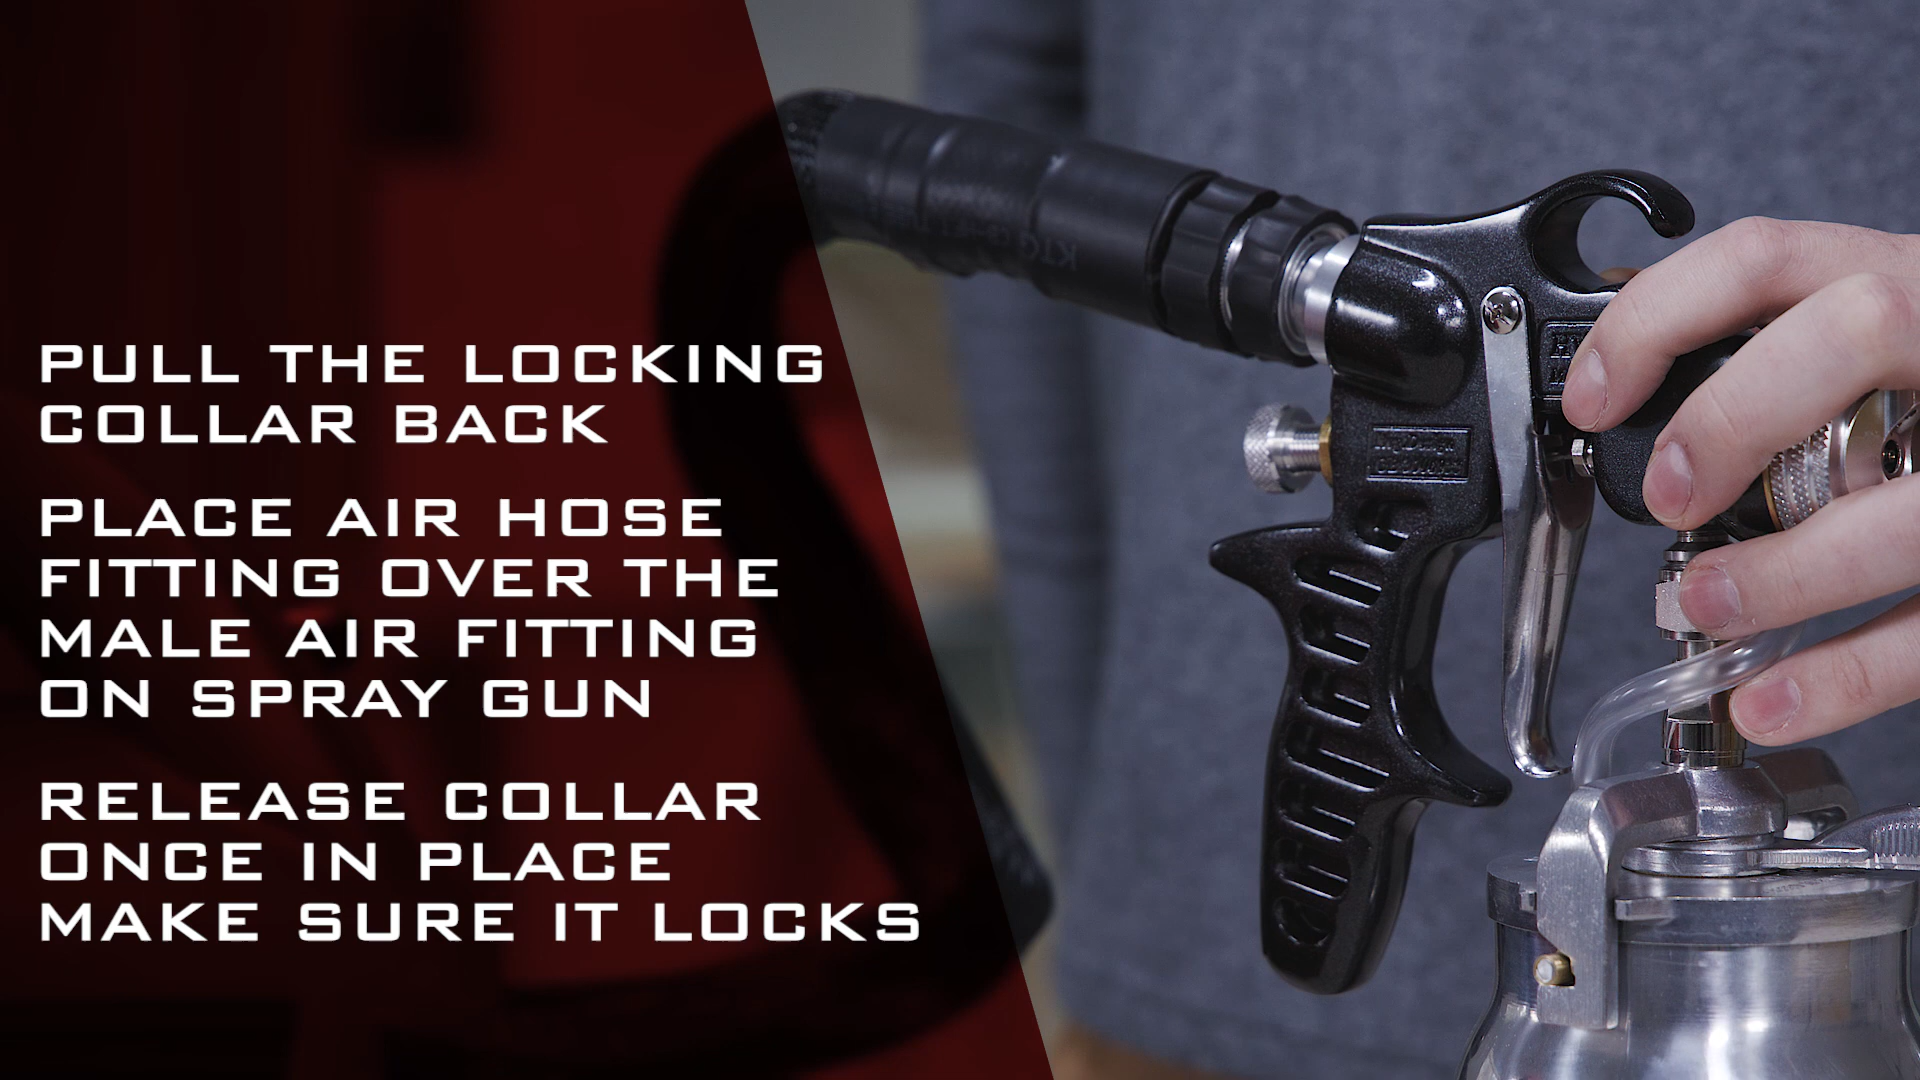 PULL THE LOCKING
COLLAR BACK
PLACE AIR HOSE
FITTING OVER THE
MALE AIR FITTING
ON SPRAY GUN
RELEASE COLLAR
ONCE IN PLACE
MAKE SURE IT LOCKS